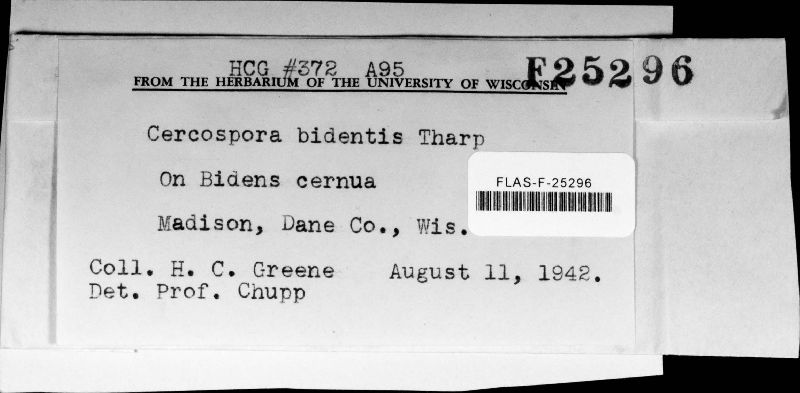 HCG #372 A95
F25296
FROM THE HERBARIUM OF THE UNIVERSITY OF WISCONSIN
Cercospora bidentis Tharp
On Bidens cernua
FLAS-F-25296
Madison, Dane Co., Wis.
Coll. H. C. Greene August 11, 1942.
Det. Prof. Chupp